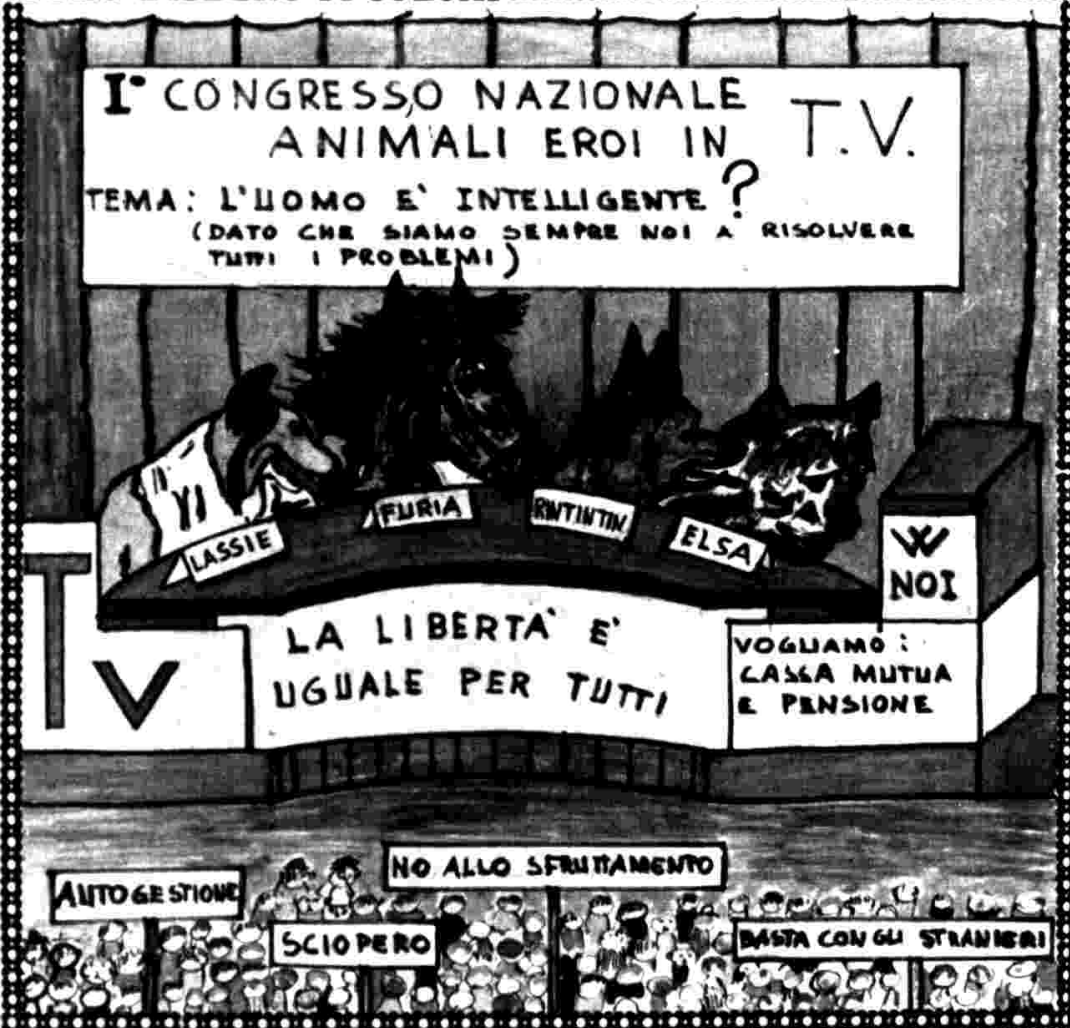 Iº CONGRESSO NAZIONALE
ANIMALI EROI IN T.V.
TEMA: L'UOMO E' INTELLIGENTE?
(DATO CHE SIAMO SEMPRE NOI A RISOLVERE
TUTTI I PROBLEMI)
LASSIE
FURIA
RINTINTIN
ELSA
W
NOI
TV
LA LIBERTA' E'
UGUALE PER TUTTI
VOGLIAMO:
CASSA MUTUA
E PENSIONE
NO ALLO SFRUTTAMENTO
AUTOGESTIONE
SCIOPERO
BASTA CON GLI STRANIERI